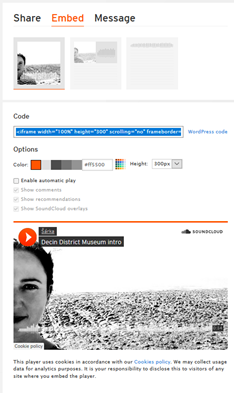 Share Embed Message
Code
<iframe width="100%" height="300" scrolling="no" frameborder=
WordPress code
Options
Color: #ff5500 Height: 300px
Enable automatic play
Show comments
Show recommendations
Show SoundCloud overlays
SOUNDCLOUD
Decin District Museum intro
Cookie policy
This player uses cookies in accordance with our Cookies policy. We may collect usage
data for analytics purposes. It is your responsibility to disclose this to visitors of any
site where you embed the player.